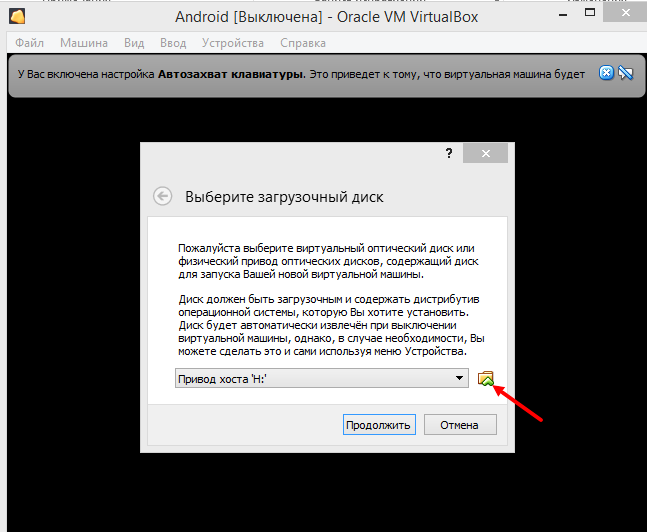 Android [Выключена] - Oracle VM VirtualBox
Файл Машина Вид Ввод Устройства Справка
У Вас включена настройка Автозахват клавиатуры. Это приведет к тому, что виртуальная машина будет
?
Выберите загрузочный диск
Пожалуйста выберите виртуальный оптический диск или
физический привод оптических дисков, содержащий диск
для запуска Вашей новой виртуальной машины.
Диск должен быть загрузочным и содержать дистрибутив
операционной системы, которую Вы хотите установить.
Диск будет автоматически извлечён при выключении
виртуальной машины, однако, в случае необходимости, Вы
можете сделать это и сами используя меню Устройства.
Привод хоста 'H:'
Продолжить Отмена